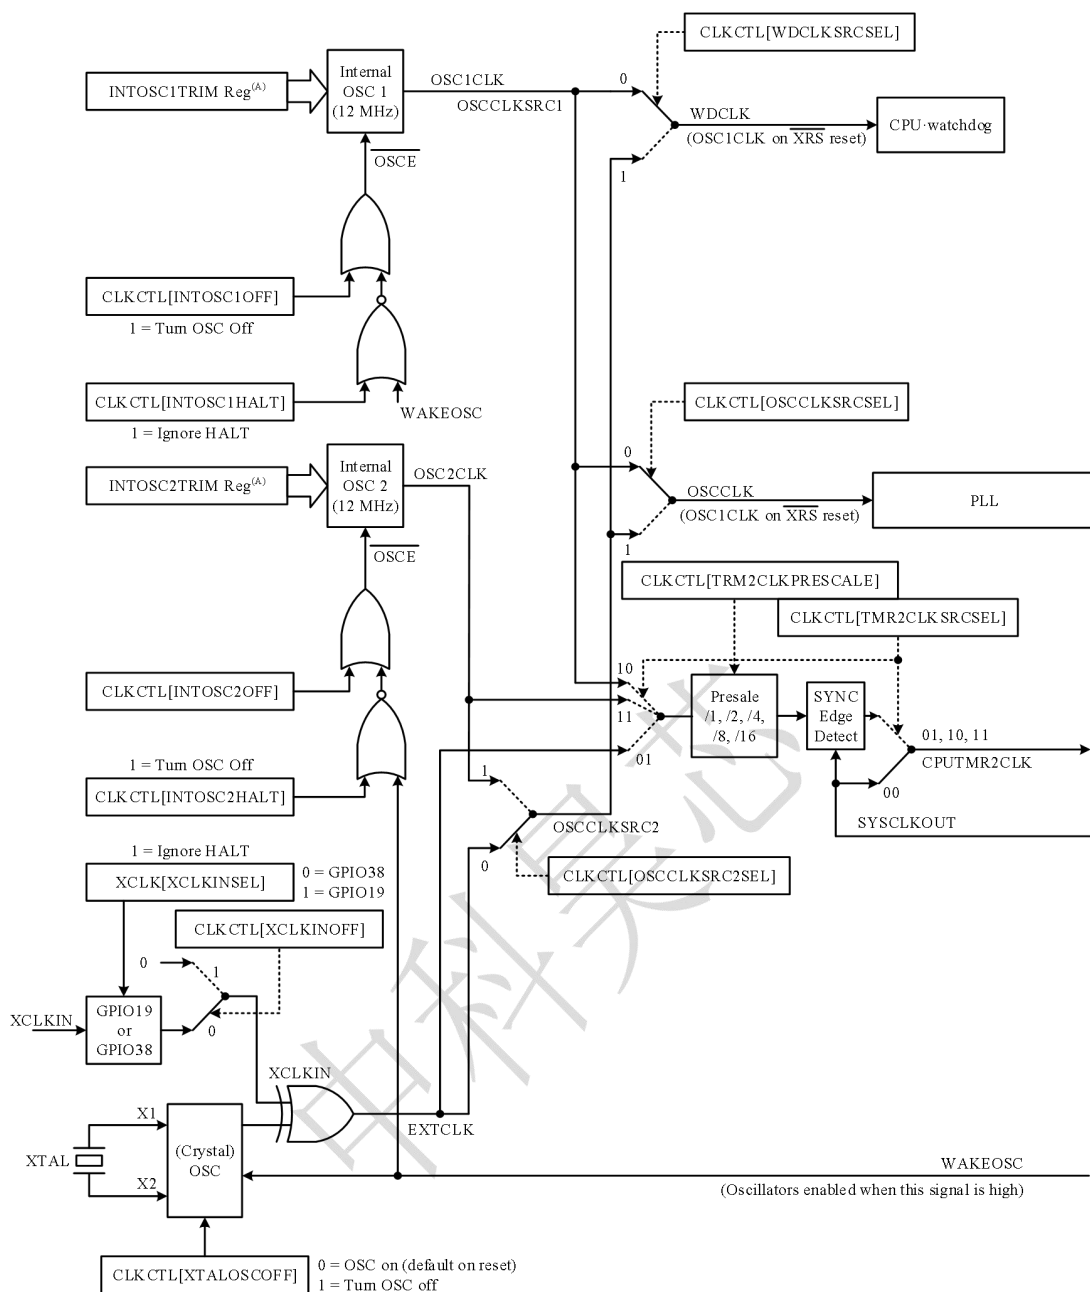 CLKCTL[WDCLKSRCSEL]
INTOSC1TRIM Reg(A)
Internal
OSC 1
(12 MHz)
OSC1CLK
OSCCLKSRC1
0
WDCLK
(OSC1CLK on XRS reset)
CPU·watchdog
1
OSCE
CLKCTL[INTOSC1OFF]
1 = Turn OSC Off
CLKCTL[INTOSC1HALT]
WAKEOSC
1 = Ignore HALT
CLKCTL[OSCCLKSRCSEL]
INTOSC2TRIM Reg(A)
Internal
OSC 2
(12 MHz)
OSC2CLK
0
OSCCLK
(OSC1CLK on XRS reset)
PLL
1
OSCE
CLKCTL[TRM2CLKPRESCALE]
CLKCTL[TMR2CLKSRCSEL]
CLKCTL[INTOSC2OFF]
10
11
01
Presale
/1, /2, /4,
/8, /16
SYNC
Edge
Detect
01, 10, 11
CPUTMR2CLK
00
SYSCLKOUT
1 = Turn OSC Off
CLKCTL[INTOSC2HALT]
1
OSCCLKSRC2
0
CLKCTL[OSCCLKSRC2SEL]
1 = Ignore HALT
XCLK[XCLKINSEL]
0 = GPIO38
1 = GPIO19
CLKCTL[XCLKINOFF]
0
1
0
XCLKIN
GPIO19
or
GPIO38
XCLKIN
EXTCLK
XTAL
X1
X2
(Crystal)
OSC
WAKEOSC
(Oscillators enabled when this signal is high)
CLKCTL[XTALOSCOFF]
0 = OSC on (default on reset)
1 = Turn OSC off
中科昊芯